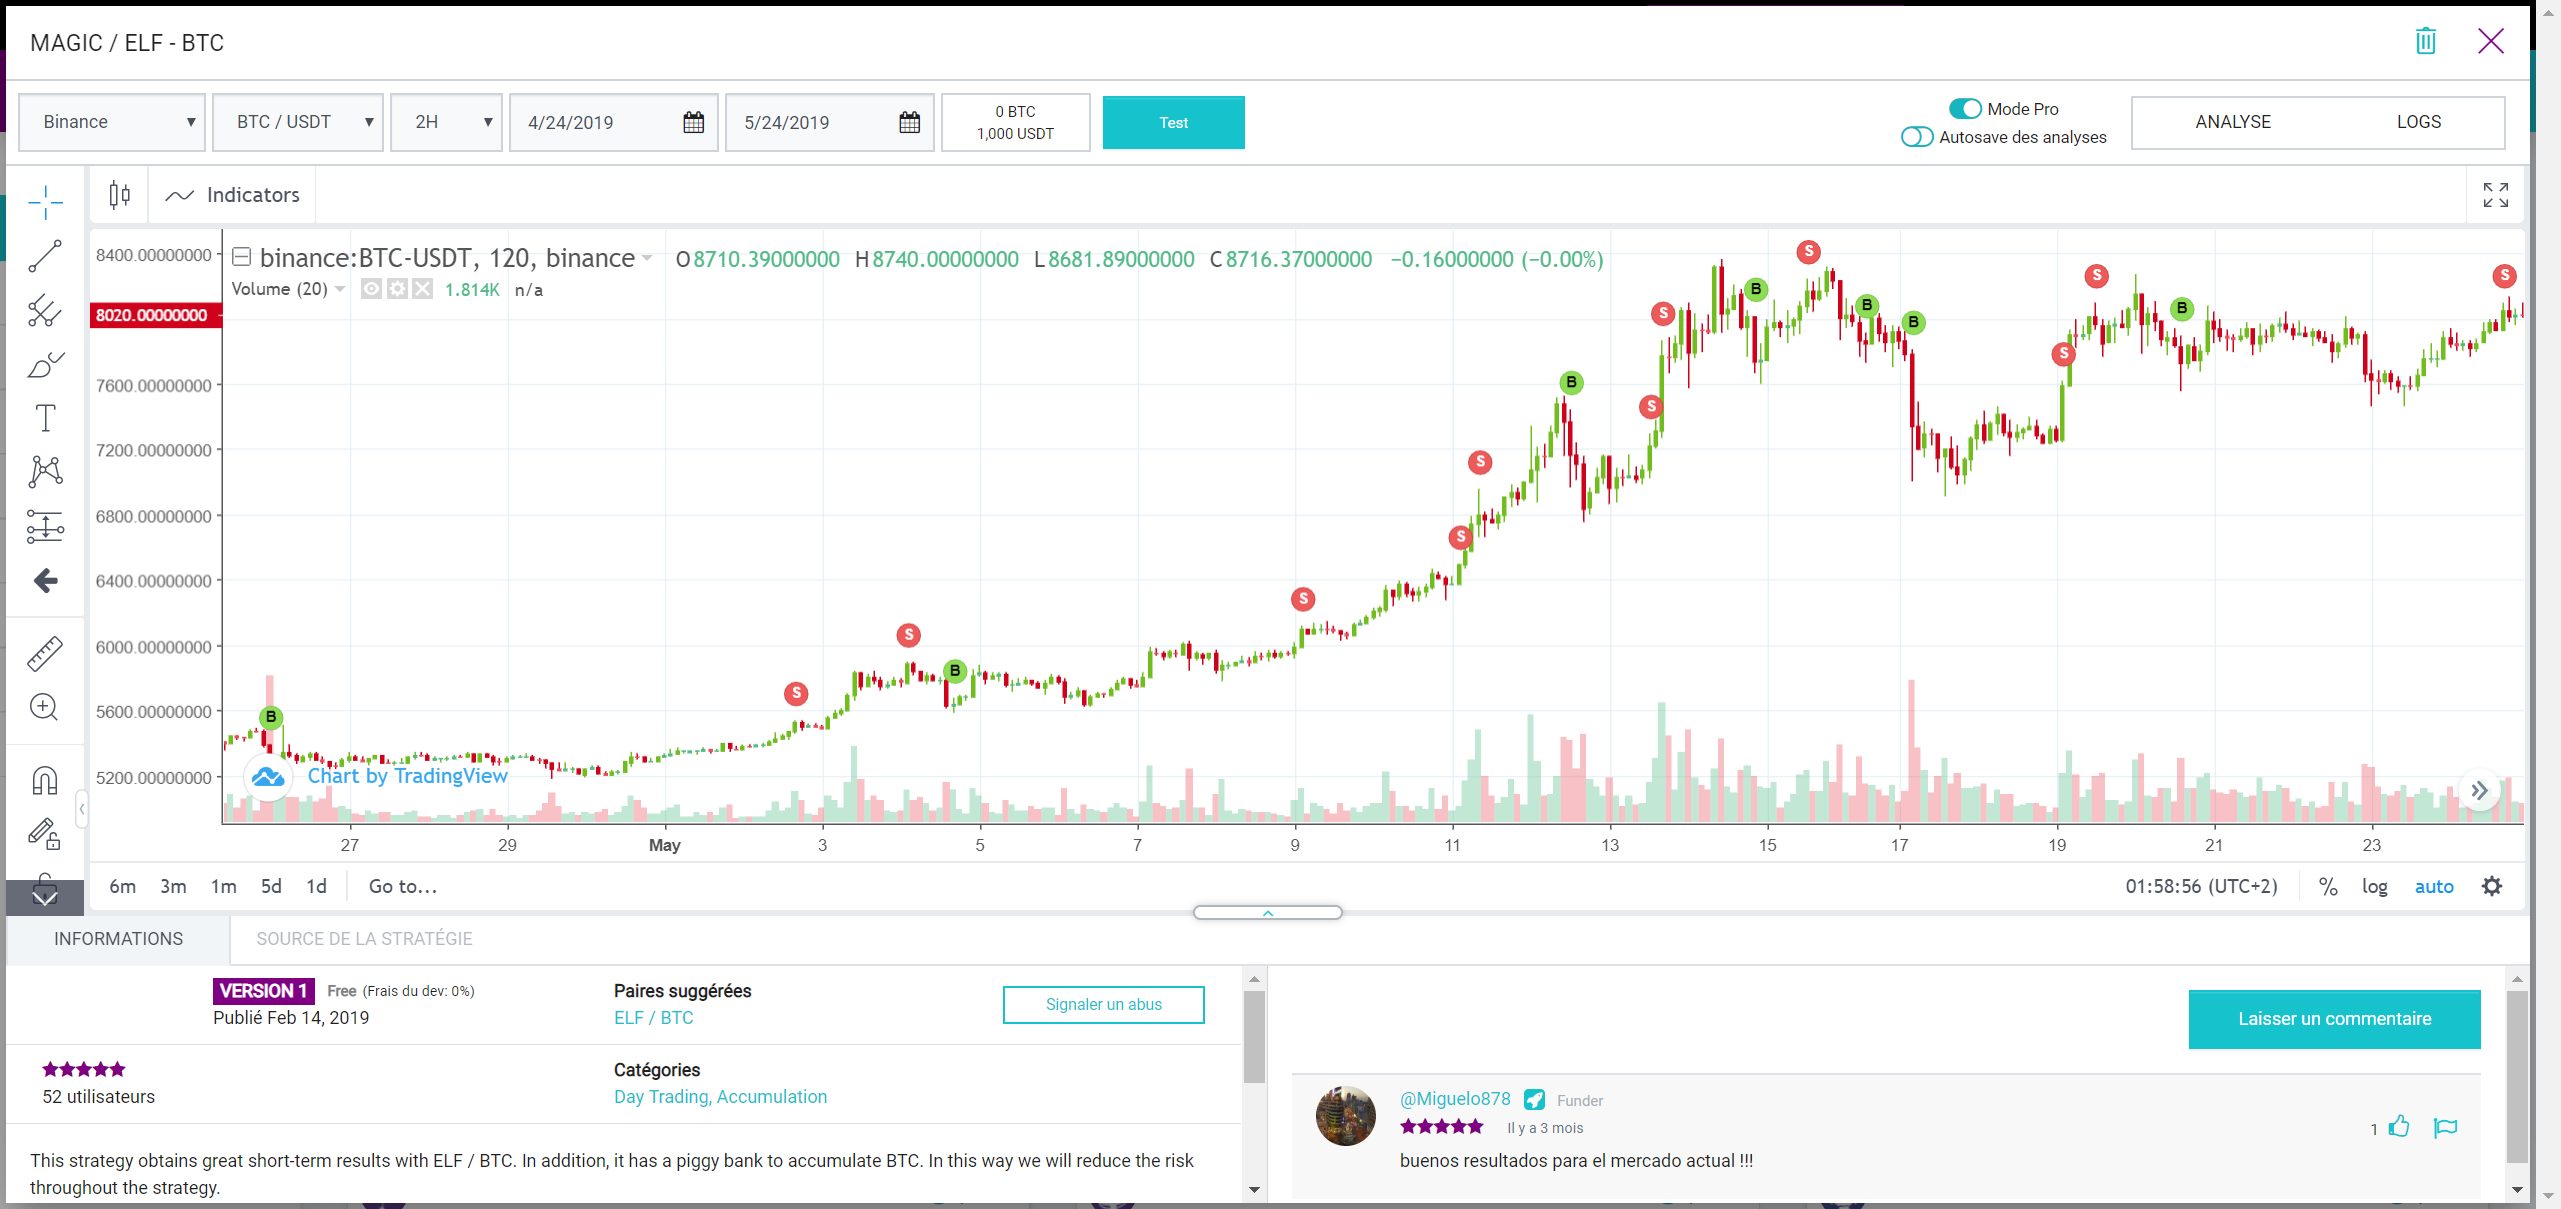 MAGIC / ELF - BTC
Binance ▼ BTC / USDT ▼ 2H ▼ 4/24/2019 5/24/2019
0 BTC
1,000 USDT
Test
Mode Pro
Autosave des analyses
ANALYSE LOGS
Indicators
binance:BTC-USDT, 120, binance O8710.39000000 H8740.00000000 L8681.89000000 C8716.37000000 −0.16000000 (−0.00%)
Volume (20) 1.814K n/a
8400.00000000
8020.00000000
7600.00000000
7200.00000000
6800.00000000
6400.00000000
6000.00000000
5600.00000000
5200.00000000
B
S
S
B
S
S
S
B
S
S
B
S
B
B
S
S
B
S
Chart by TradingView
27 29 May 3 5 7 9 11 13 15 17 19 21 23
6m 3m 1m 5d 1d Go to... 01:58:56 (UTC+2) % log auto
INFORMATIONS SOURCE DE LA STRATÉGIE
VERSION 1 Free (Frais du dev: 0%)
Publié Feb 14, 2019
Paires suggérées
ELF / BTC
Signaler un abus
52 utilisateurs
Catégories
Day Trading, Accumulation
This strategy obtains great short-term results with ELF / BTC. In addition, it has a piggy bank to accumulate BTC. In this way we will reduce the risk
throughout the strategy.
Laisser un commentaire
@Miguelo878 Funder
Il y a 3 mois
1
buenos resultados para el mercado actual !!!